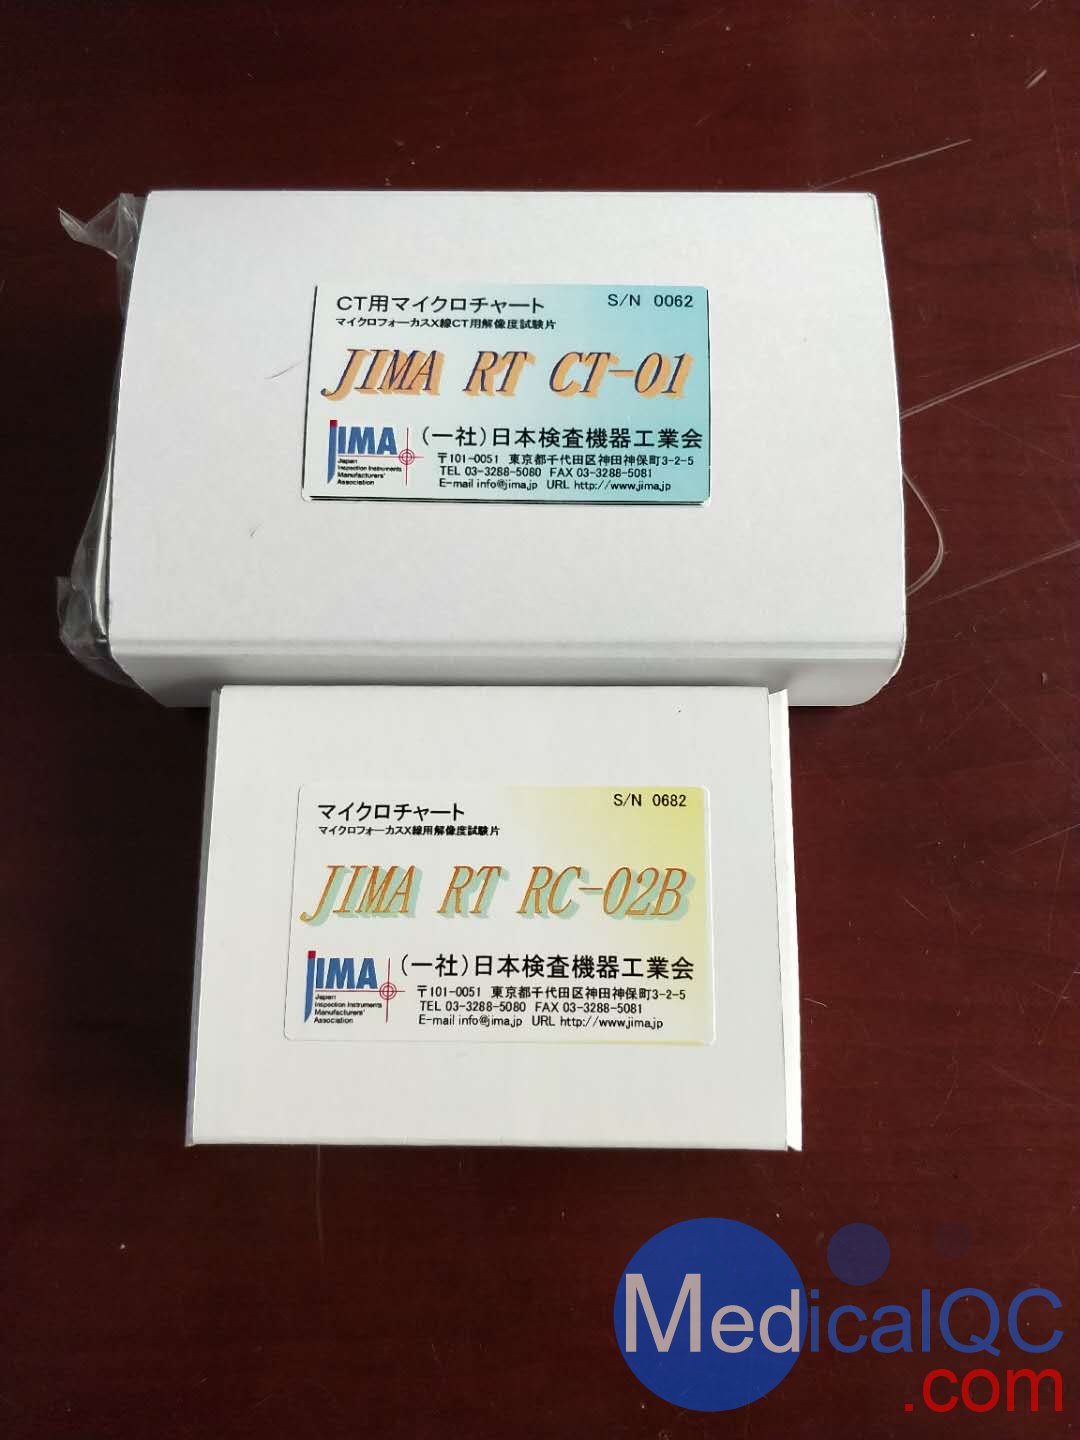 CT用マイクロチャート
S/N 0062
マイクロフォーカスX線CT用解像度試験片
JIMA RT CT-01
JIMA
Japan
Inspection Instruments
Manufacturers'
Association
(一社)日本検査機器工業会
〒101-0051 東京都千代田区神田神保町3-2-5
TEL 03-3288-5080 FAX 03-3288-5081
E-mail info@jima.jp URL http://www.jima.jp
マイクロチャート
S/N 0682
マイクロフォーカスX線用解像度試験片
JIMA RT RC-02B
JIMA
Japan
Inspection Instruments
Manufacturers'
Association
(一社)日本検査機器工業会
〒101-0051 東京都千代田区神田神保町3-2-5
TEL 03-3288-5080 FAX 03-3288-5081
E-mail info@jima.jp URL http://www.jima.jp
MedicalQC
.com